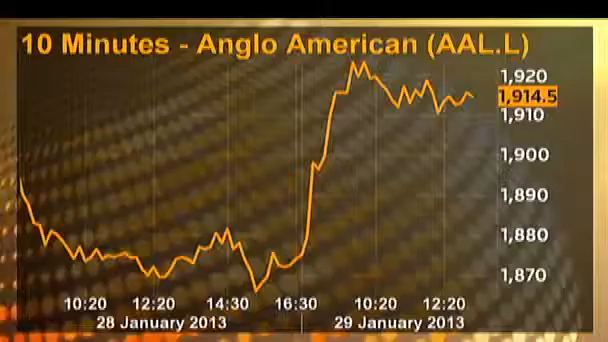 10 Minutes - Anglo American (AAL.L)
1,920
1,914.5
1,910
1,900
1,890
1,880
1,870
10:20 12:20 14:30 16:30 10:20 12:20
28 January 2013 29 January 2013